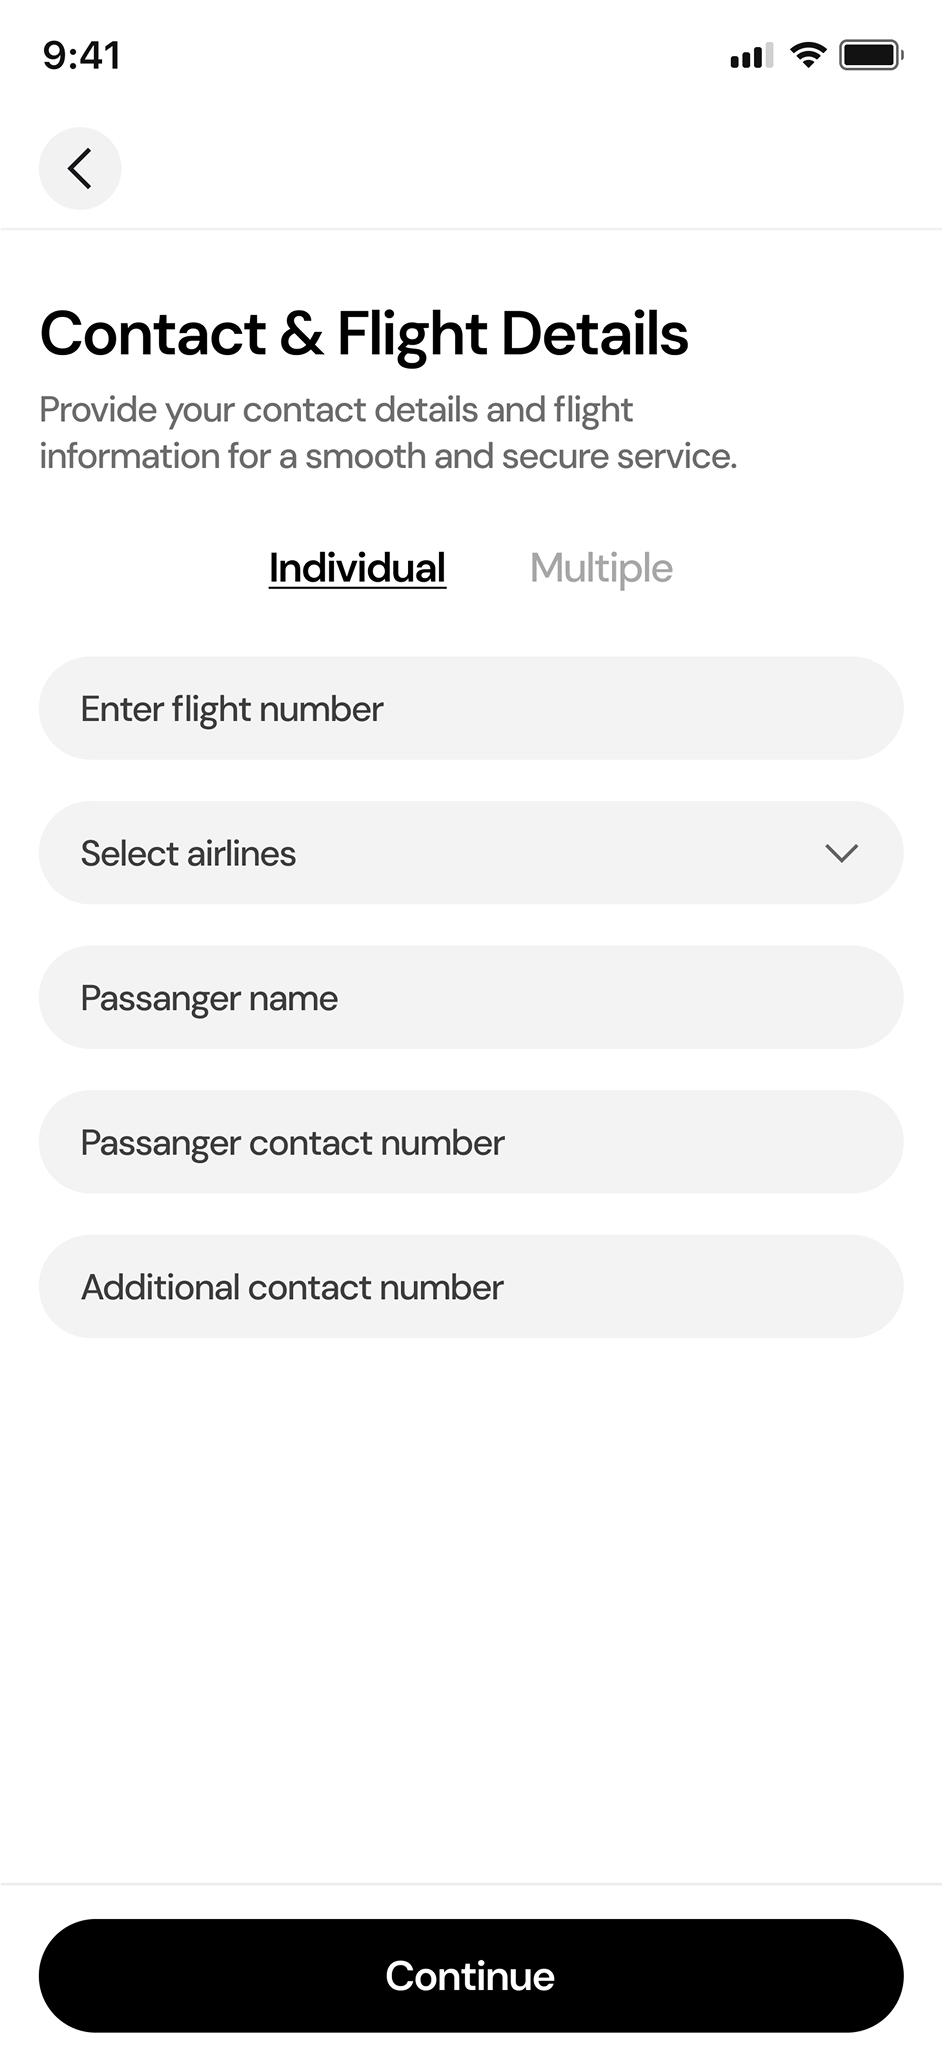 9:41
Contact & Flight Details
Provide your contact details and flight
information for a smooth and secure service.
Individual
Multiple
Enter flight number
Select airlines
Passanger name
Passanger contact number
Additional contact number
Continue